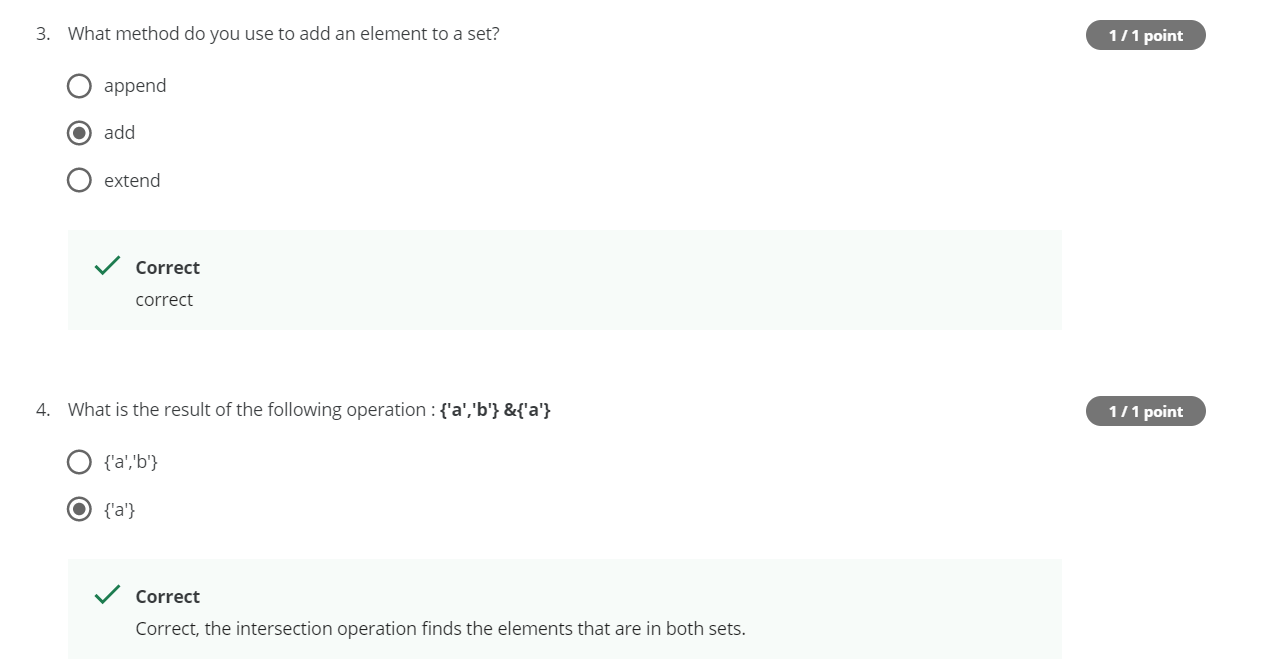 3. What method do you use to add an element to a set?
1 / 1 point
append
add
extend
Correct
correct
4. What is the result of the following operation : {'a','b'} &{'a'}
1 / 1 point
{'a','b'}
{'a'}
Correct
Correct, the intersection operation finds the elements that are in both sets.